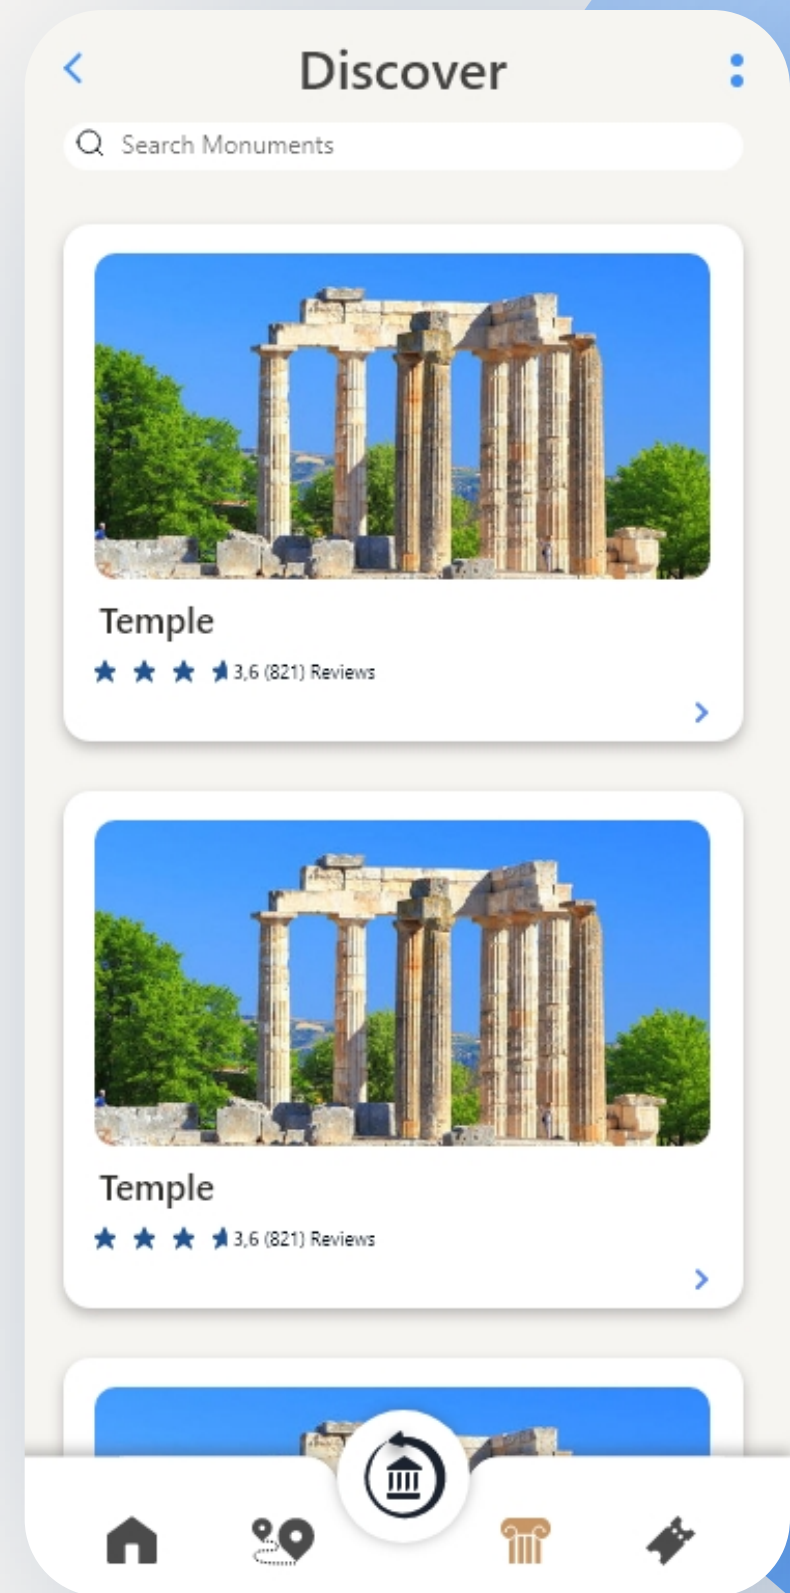 Discover
Search Monuments
Temple
3,6 (821) Reviews
Temple
3,6 (821) Reviews